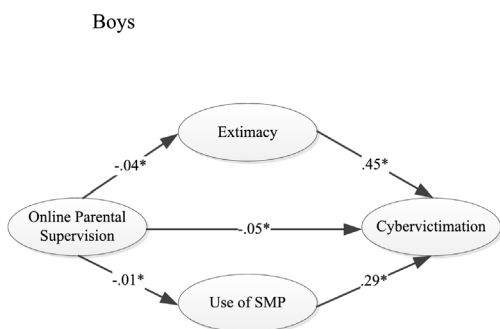 Boys
Extimacy
-.04*
.45*
Online Parental
Supervision
-.05*
Cybervictimation
-.01*
.29*
Use of SMP